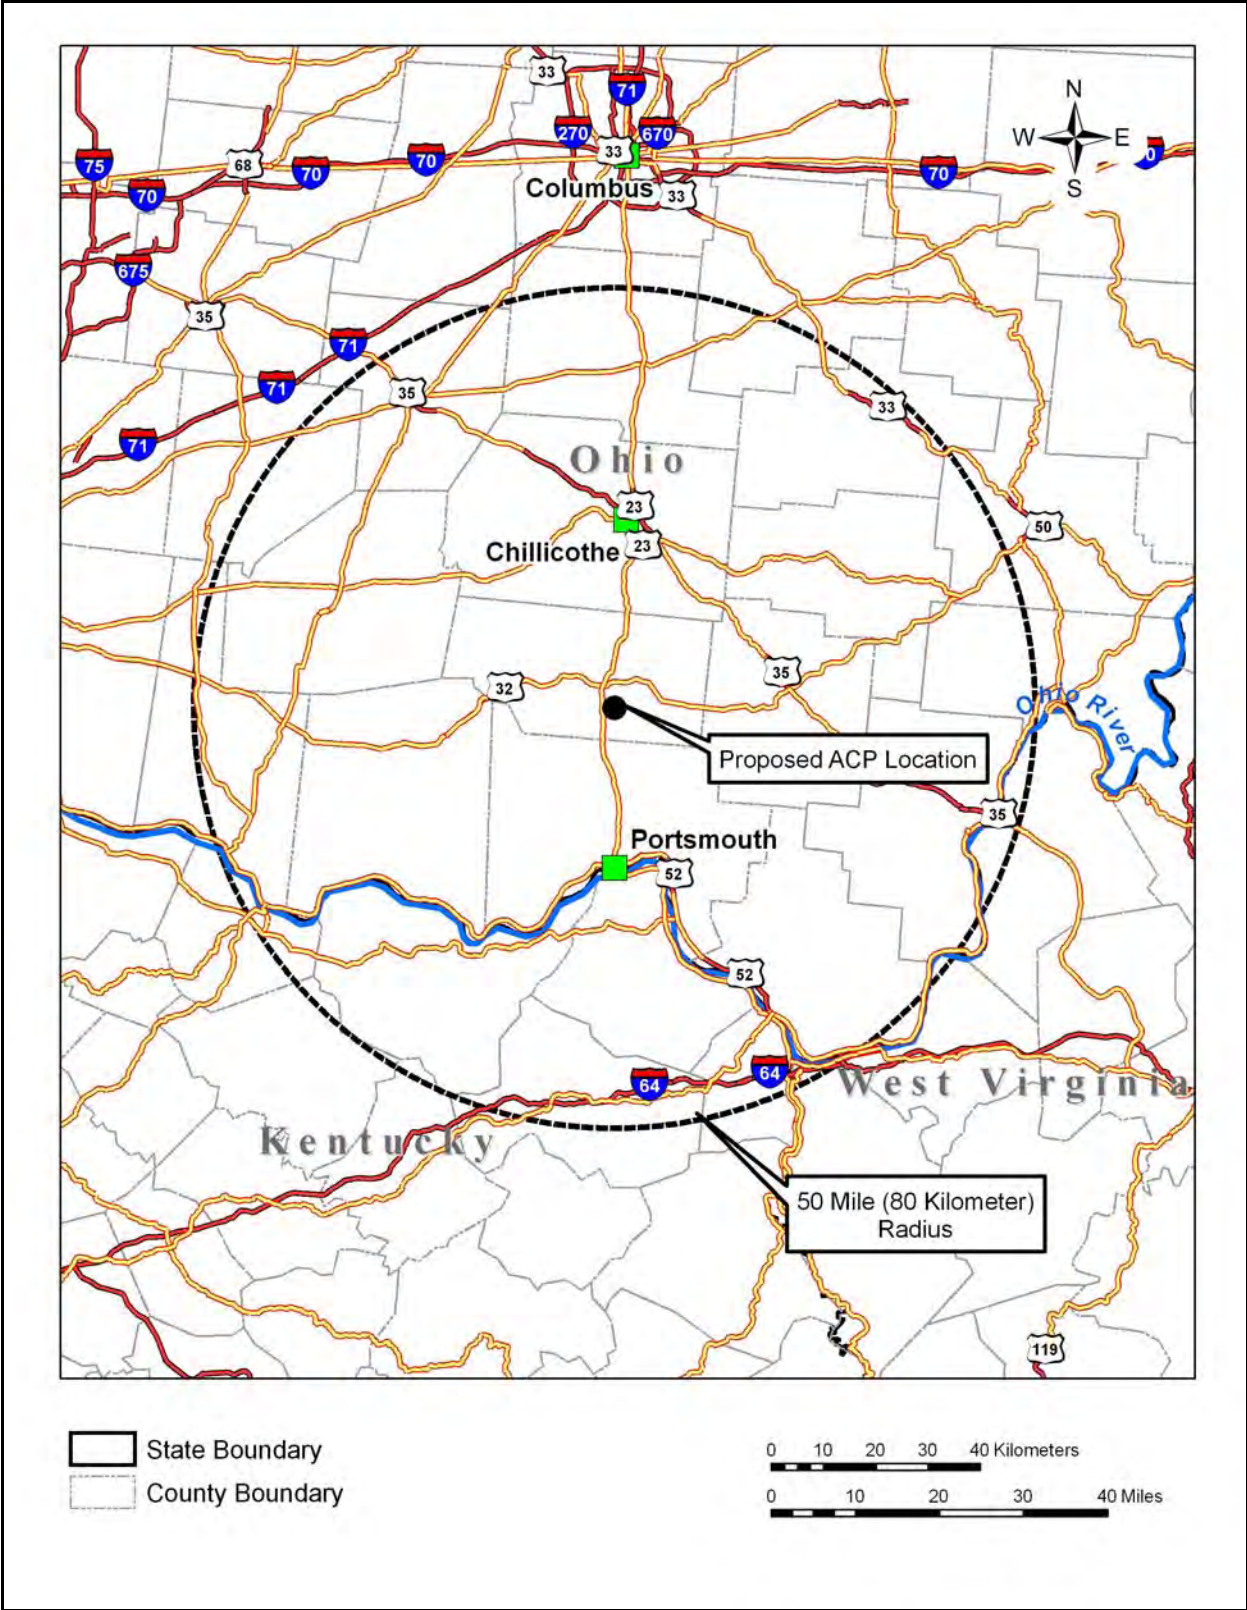 33
71
270
670
N
W
E
S
75
68
70
70
33
70
0
70
Columbus
33
675
35
71
71
35
33
71
Ohio
23
50
Chillicothe
23
32
35
Ohio River
Proposed ACP Location
35
Portsmouth
52
52
64
64
West Virginia
Kentucky
50 Mile (80 Kilometer)
Radius
119
State Boundary
0 10 20 30 40 Kilometers
County Boundary
0 10 20 30 40 Miles